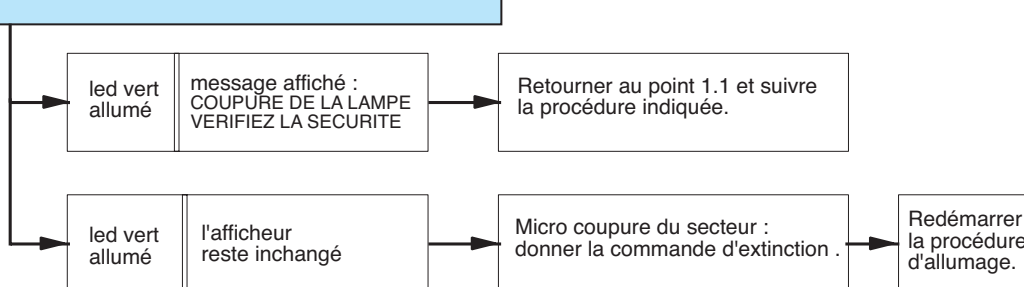 led vert
allumé
message affiché :
COUPURE DE LA LAMPE
VERIFIEZ LA SECURITE
Retourner au point 1.1 et suivre
la procédure indiquée.
led vert
allumé
l'afficheur
reste inchangé
Micro coupure du secteur :
donner la commande d'extinction .
Redémarrer
la procédure
d'allumage.